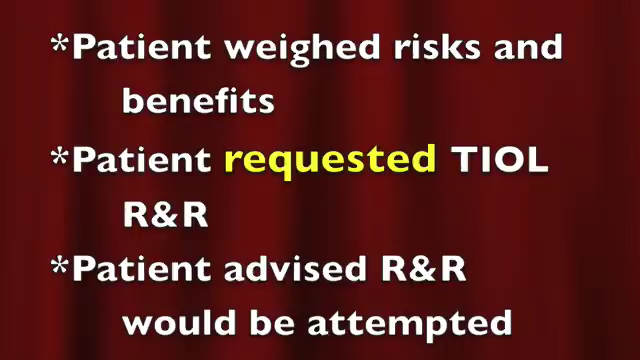 *Patient weighed risks and
benefits
*Patient requested TIOL
R&R
*Patient advised R&R
would be attempted